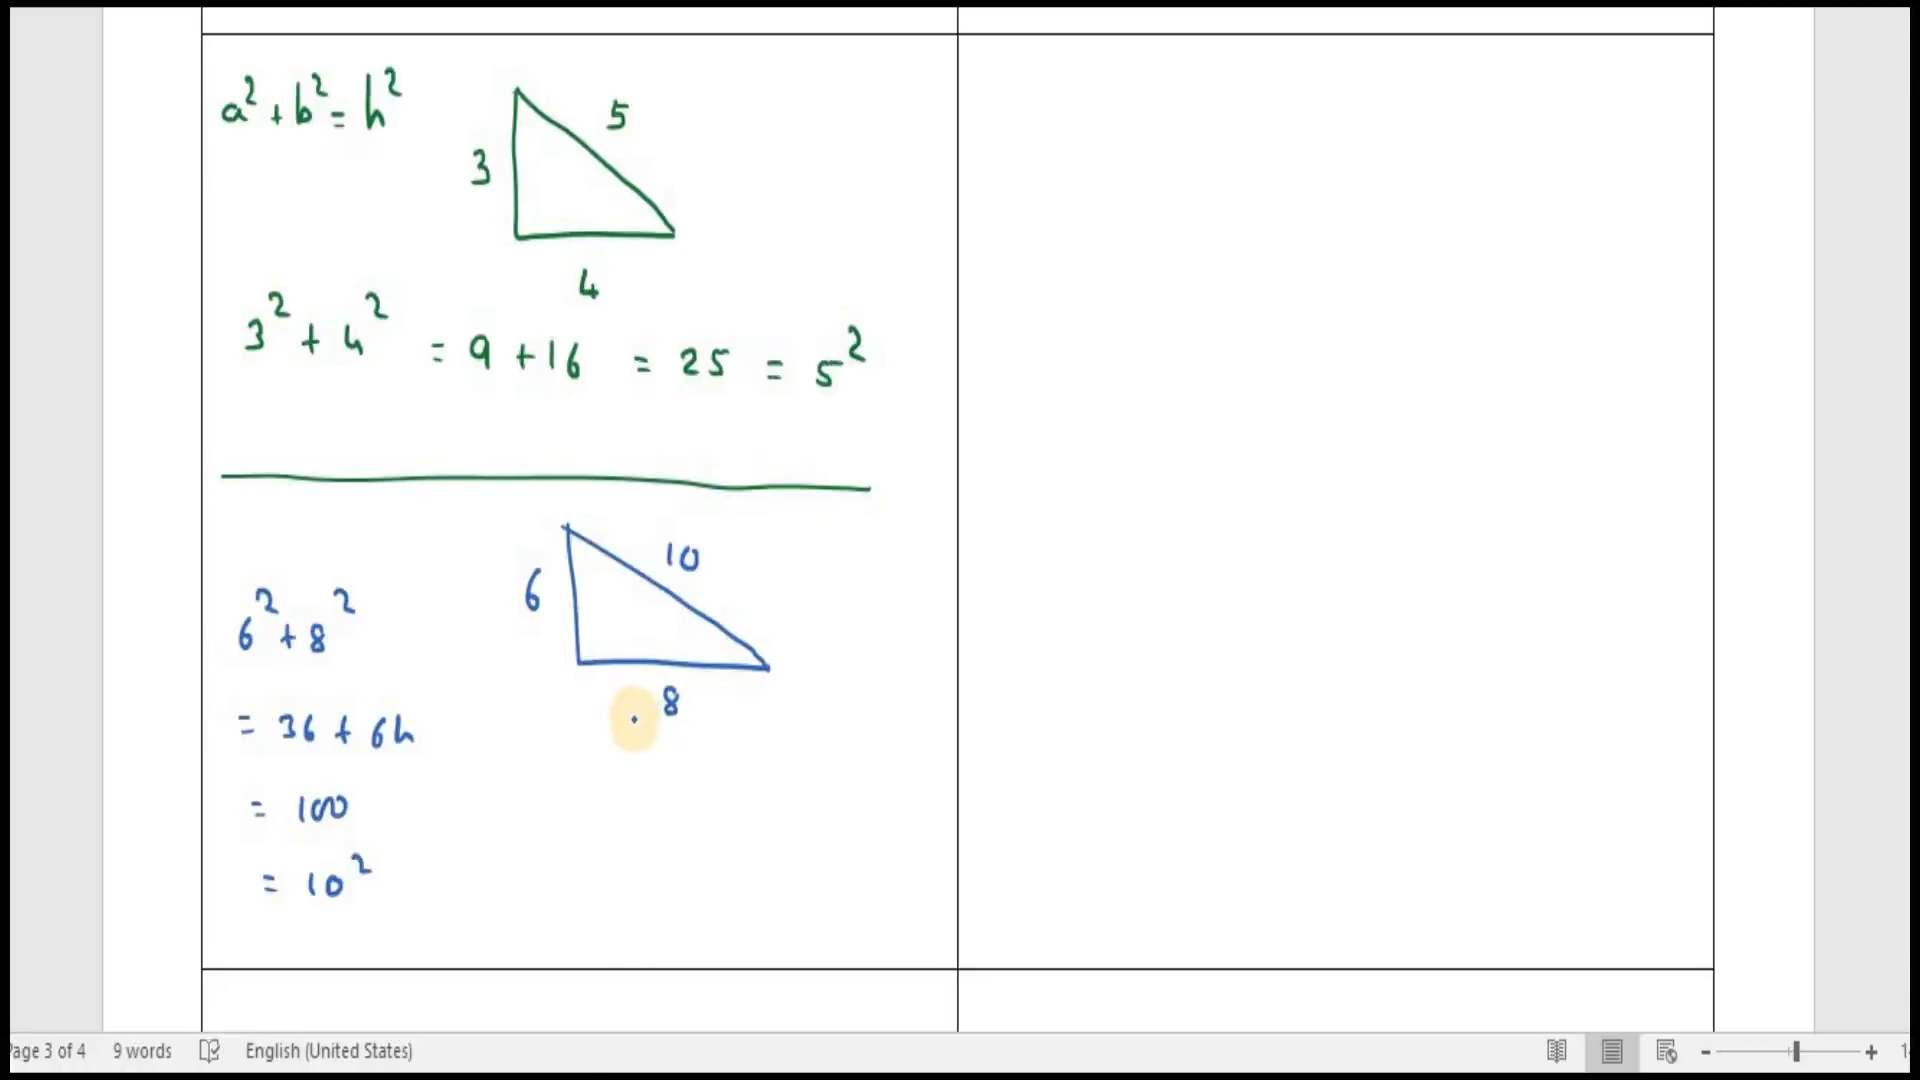 a² + b² = h²
5
3
4
3² + 4² = 9 + 16 = 25 = 5²
10
6
6² + 8²
8
= 36 + 64
= 100
= 10²
Page 3 of 4 9 words English (United States) - + 1